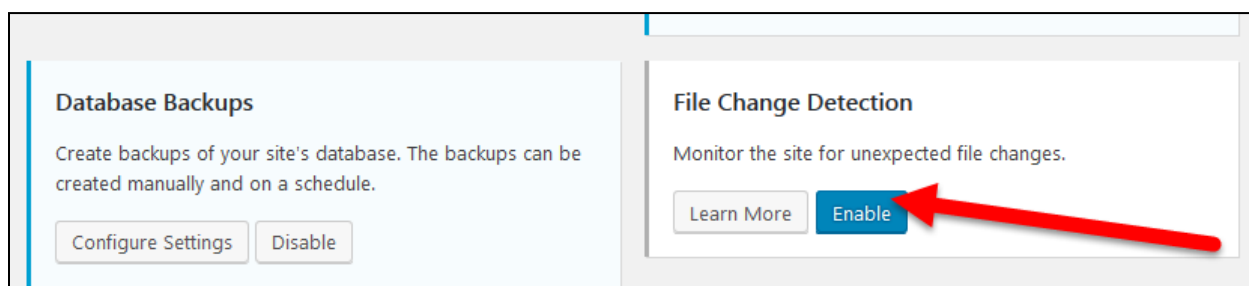 Database Backups
Create backups of your site's database. The backups can be
created manually and on a schedule.
Configure Settings Disable
File Change Detection
Monitor the site for unexpected file changes.
Learn More Enable